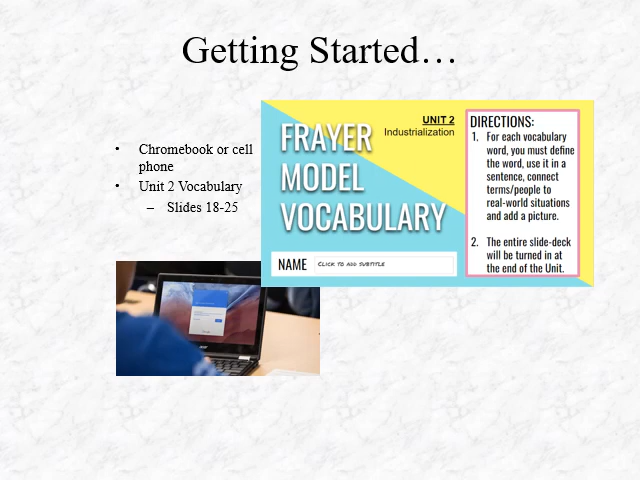 Getting Started…
• Chromebook or cell
phone
• Unit 2 Vocabulary
– Slides 18-25
FRAYER
MODEL
VOCABULARY
UNIT 2
Industrialization
NAME Click to add subtitle
DIRECTIONS:
1. For each vocabulary
word, you must define
the word, use it in a
sentence, connect
terms/people to
real-world situations
and add a picture.
2. The entire slide-deck
will be turned in at
the end of the Unit.